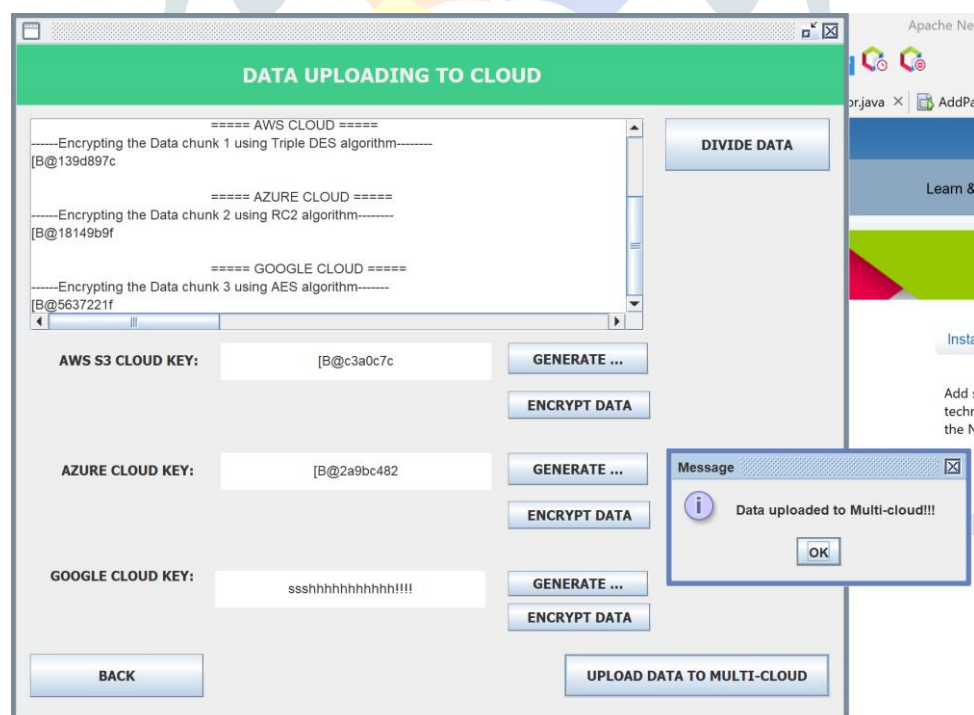 Apache Ne
DATA UPLOADING TO CLOUD
or.java × AddPa
===== AWS CLOUD =====
------Encrypting the Data chunk 1 using Triple DES algorithm--------
[B@139d897c
===== AZURE CLOUD =====
------Encrypting the Data chunk 2 using RC2 algorithm--------
[B@18149b9f
===== GOOGLE CLOUD =====
------Encrypting the Data chunk 3 using AES algorithm-------
[B@5637221f
DIVIDE DATA
Learn &
AWS S3 CLOUD KEY: [B@c3a0c7c GENERATE ...
ENCRYPT DATA
Insta
Add s
techn
the N
AZURE CLOUD KEY: [B@2a9bc482 GENERATE ...
ENCRYPT DATA
Message
Data uploaded to Multi-cloud!!!
OK
GOOGLE CLOUD KEY: ssshhhhhhhhhhh!!!! GENERATE ...
ENCRYPT DATA
BACK UPLOAD DATA TO MULTI-CLOUD